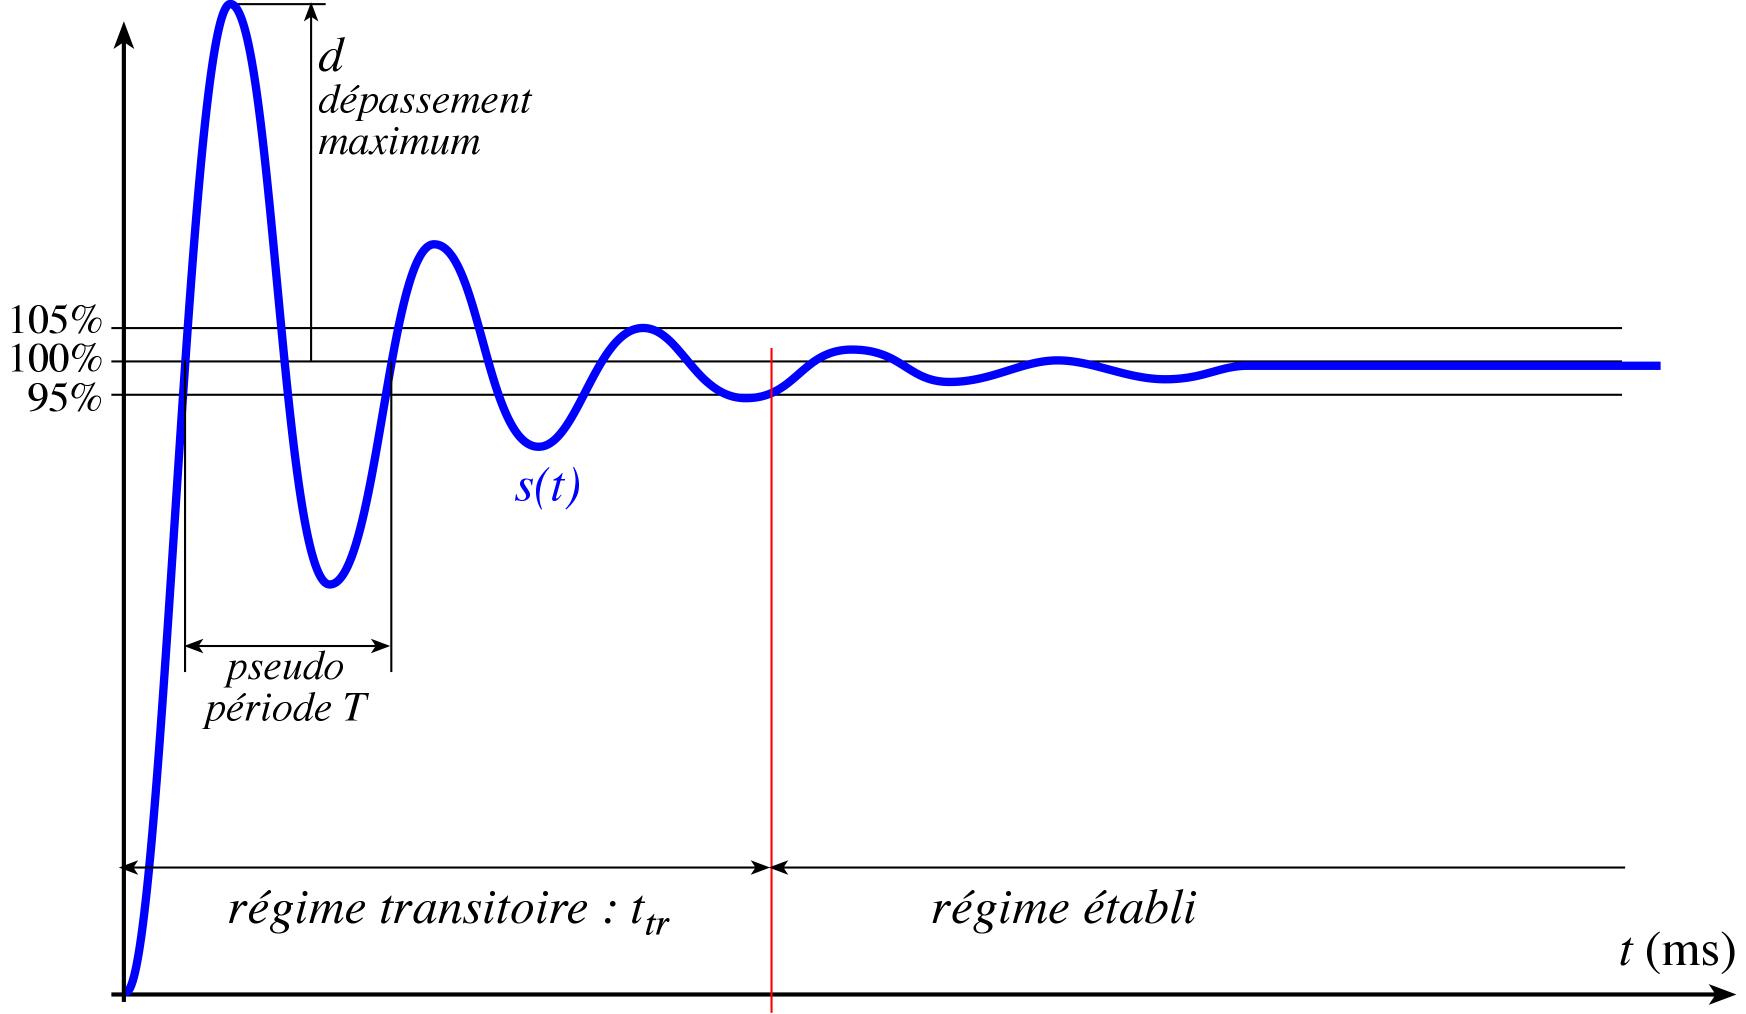 d
dépassement
maximum
105%
100%
95%
s(t)
pseudo
période T
régime transitoire : ttr
régime établi
t (ms)